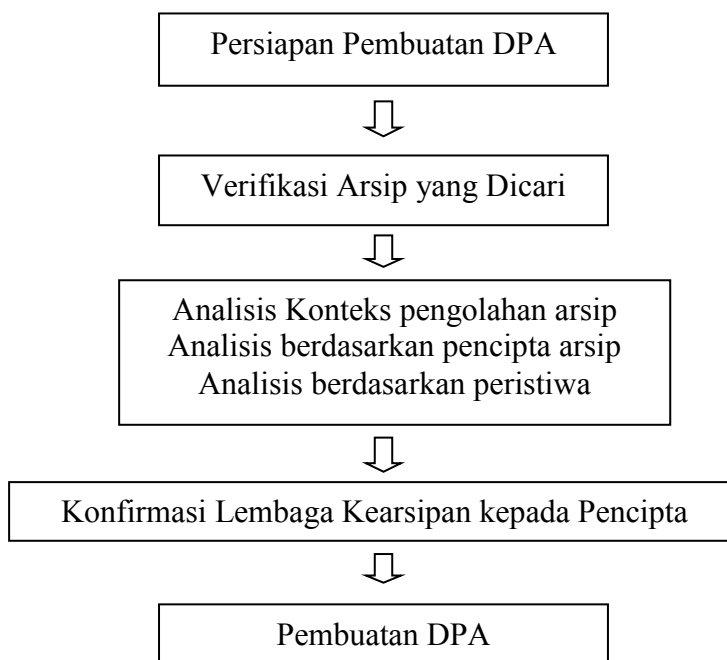 Persiapan Pembuatan DPA
Verifikasi Arsip yang Dicari
Analisis Konteks pengolahan arsip
Analisis berdasarkan pencipta arsip
Analisis berdasarkan peristiwa
Konfirmasi Lembaga Kearsipan kepada Pencipta
Pembuatan DPA